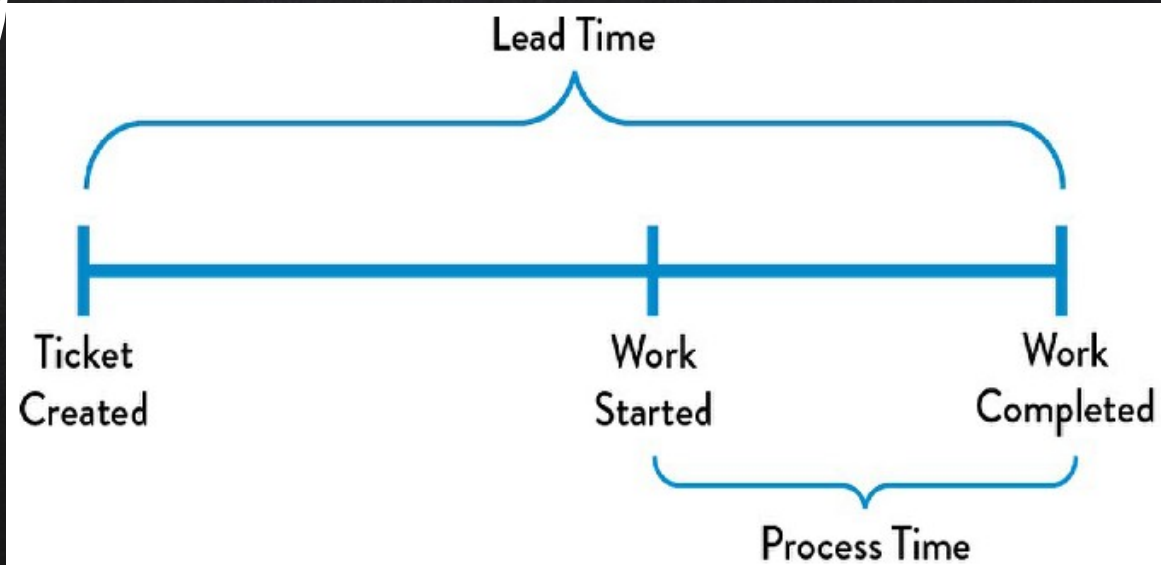 Lead Time
Ticket
Created
Work
Started
Work
Completed
Process Time